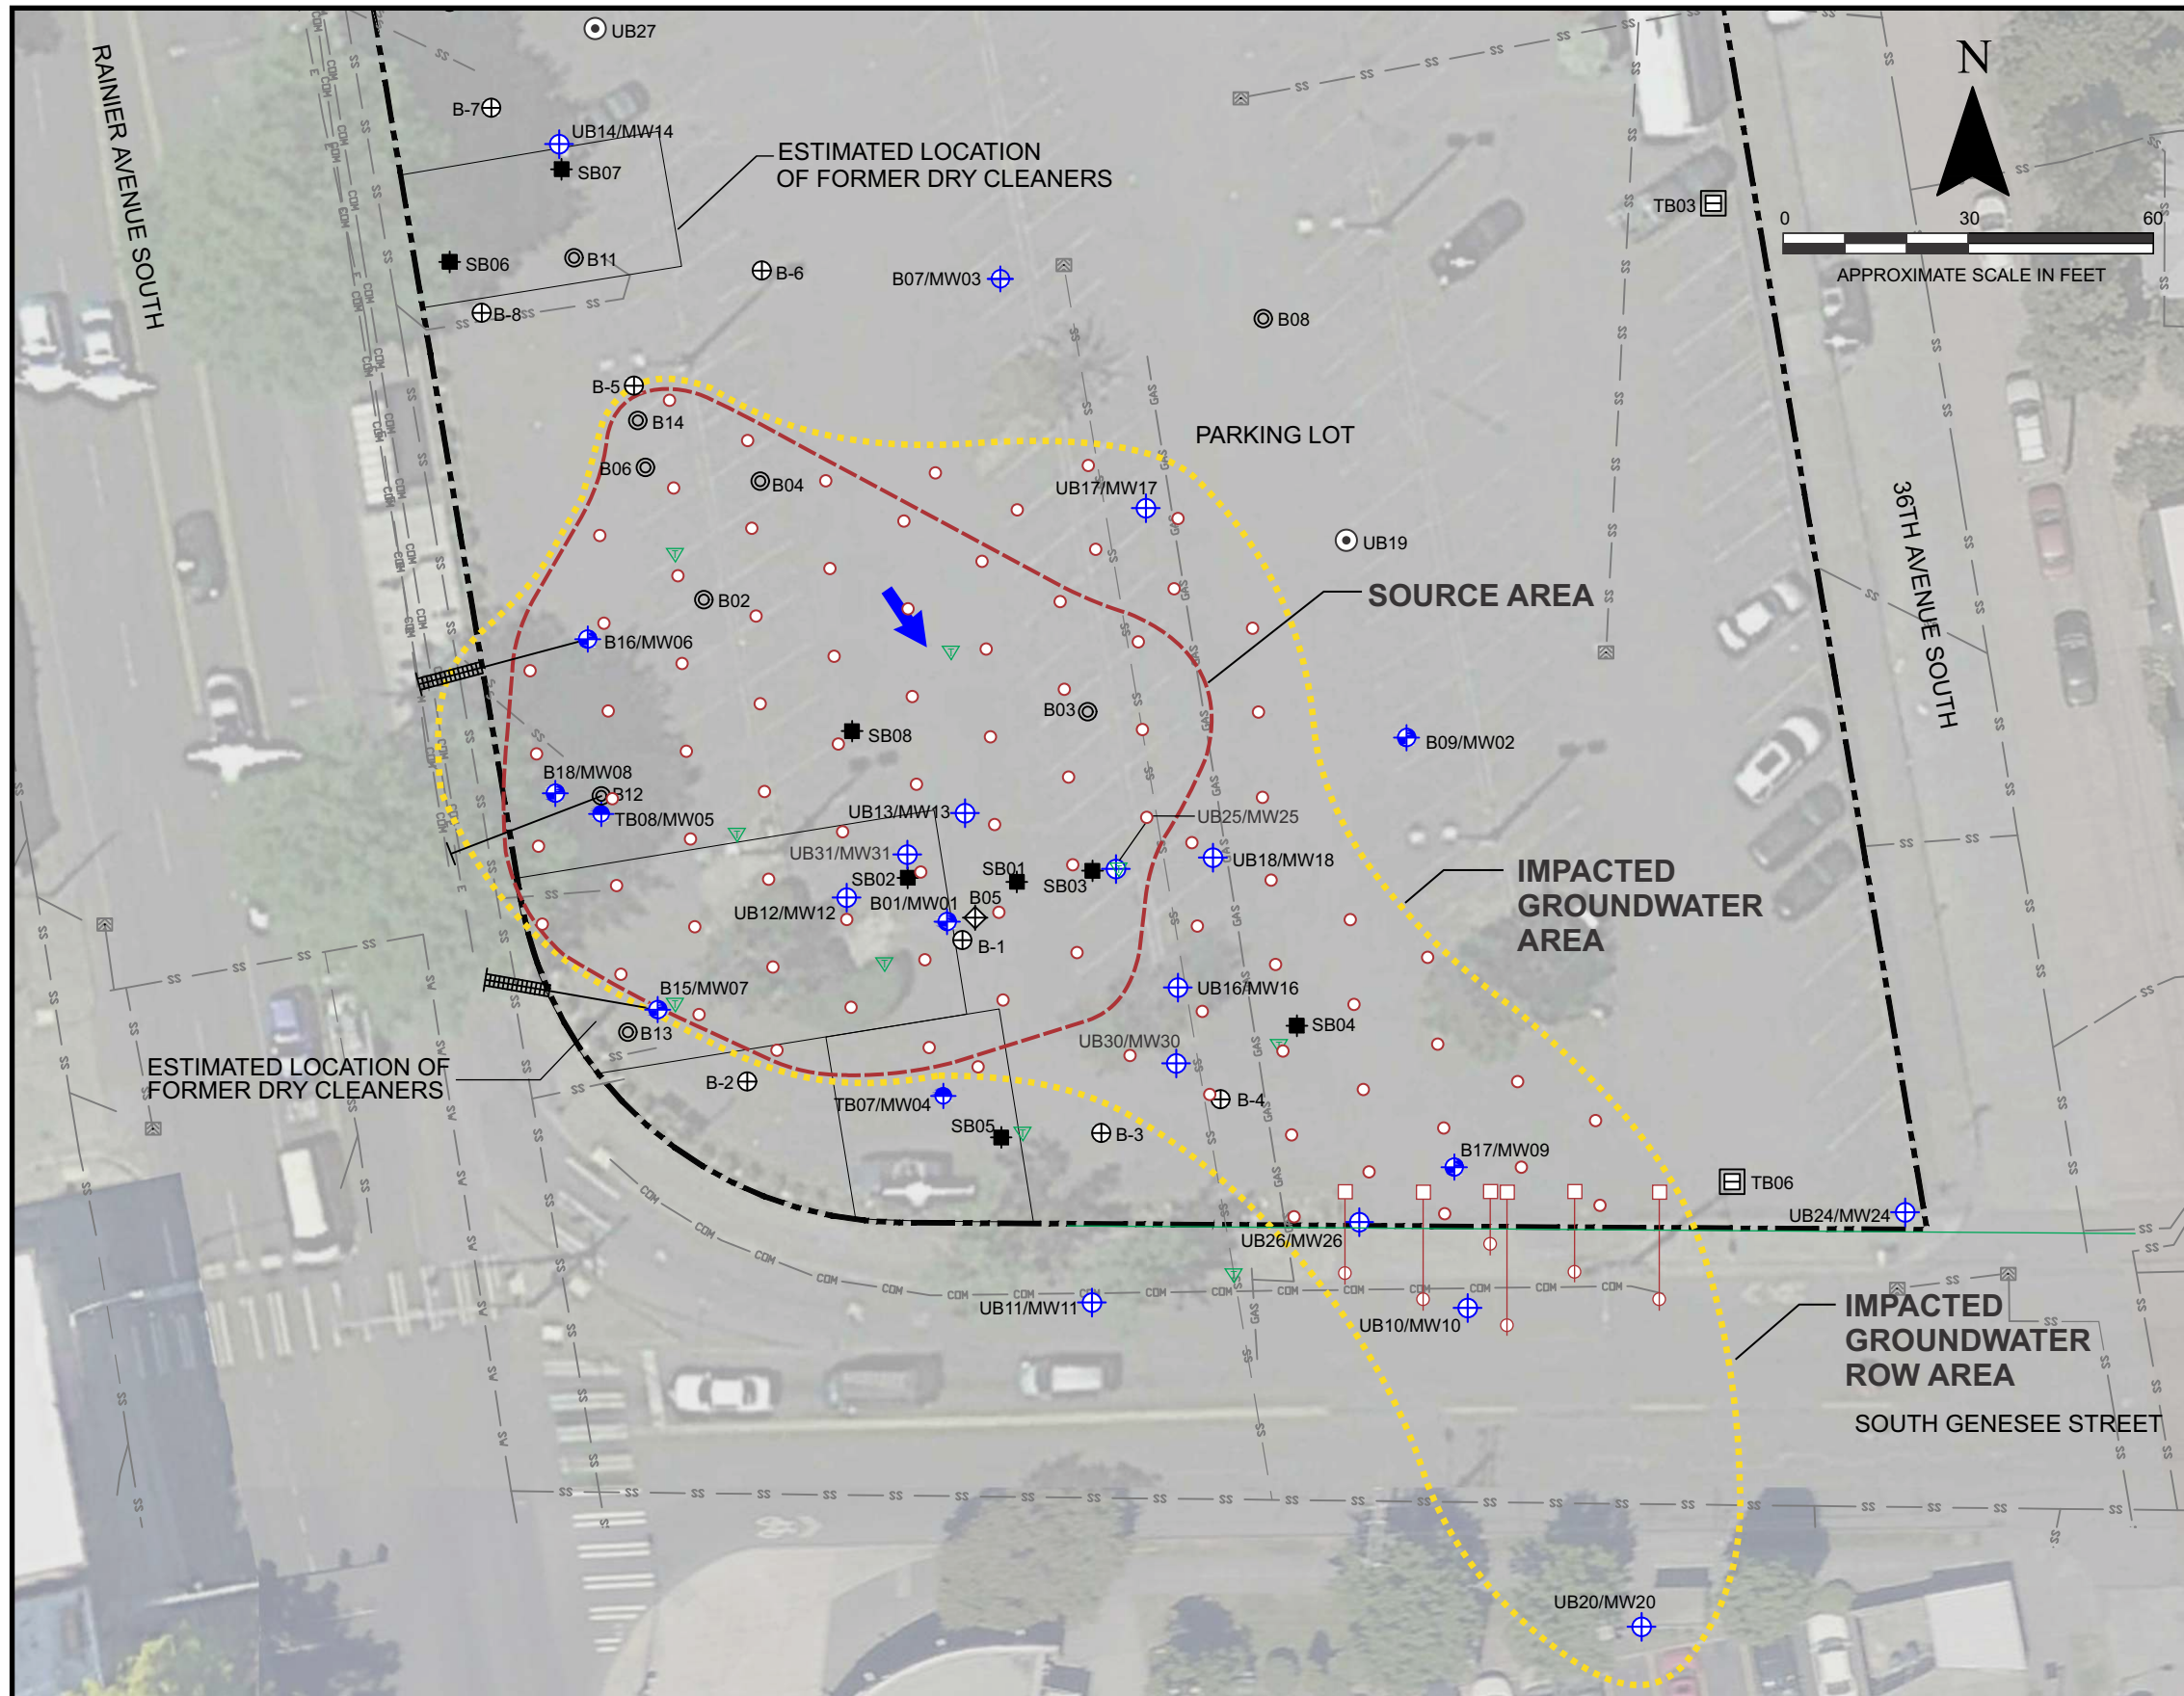 UB27
N
RAINIER AVENUE SOUTH
B-7
UB14/MW14
SB07
ESTIMATED LOCATION
OF FORMER DRY CLEANERS
TB03
0 30 60
APPROXIMATE SCALE IN FEET
SB06
B11
B-6
B07/MW03
B-8
B08
B-5
B14
PARKING LOT
B06
B04
UB17/MW17
36TH AVENUE SOUTH
UB19
B02
SOURCE AREA
B16/MW06
B03
SB08
B09/MW02
B18/MW08
B12
TB08/MW05
UB13/MW13
UB25/MW25
UB31/MW31
UB18/MW18
SB02
SB01
SB03
IMPACTED
GROUNDWATER
AREA
UB12/MW12
B01/MW01
B05
B-1
B15/MW07
UB16/MW16
B13
SB04
UB30/MW30
ESTIMATED LOCATION OF
FORMER DRY CLEANERS
B-2
TB07/MW04
B-4
SB05
B-3
B17/MW09
TB06
UB24/MW24
UB26/MW26
UB11/MW11
UB10/MW10
IMPACTED
GROUNDWATER
ROW AREA
SOUTH GENESEE STREET
UB20/MW20
SS
COM
E
GAS
SW
T